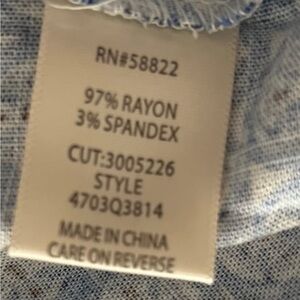 RN#58822
97% RAYON
3% SPANDEX
CUT:3005226
STYLE
4703Q3814
MADE IN CHINA
CARE ON REVERSE